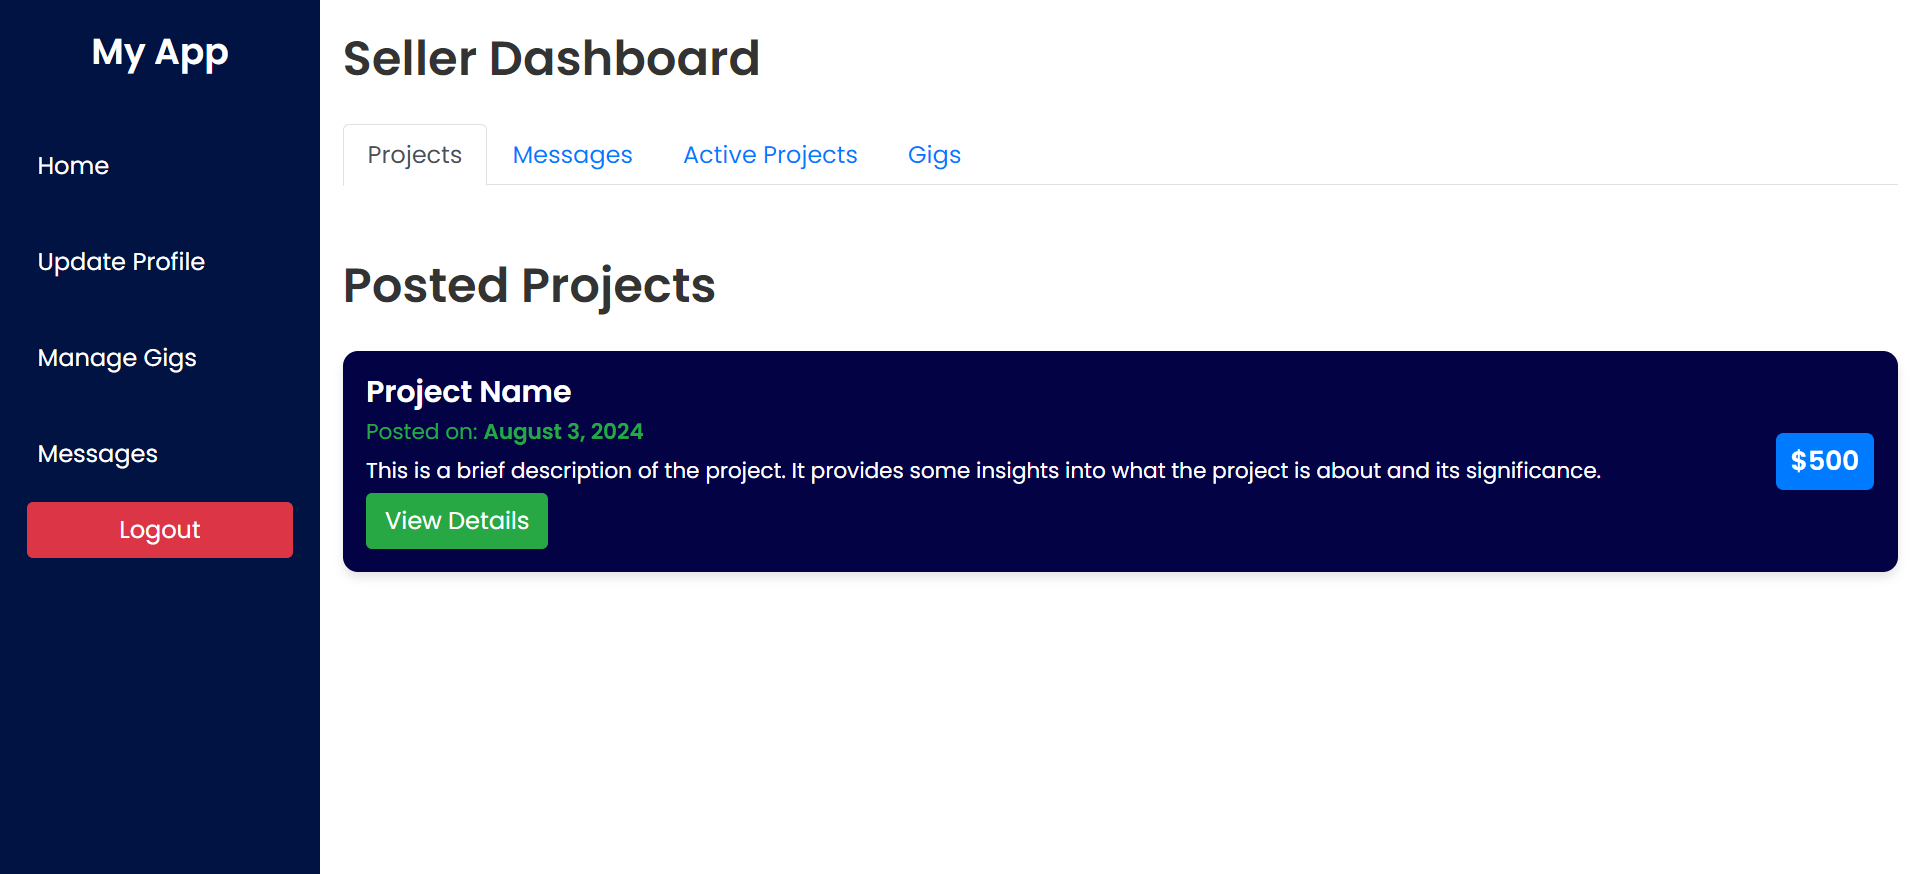 My App
Home
Update Profile
Manage Gigs
Messages
Logout
Seller Dashboard
Projects
Messages
Active Projects
Gigs
Posted Projects
Project Name
Posted on: August 3, 2024
This is a brief description of the project. It provides some insights into what the project is about and its significance.
View Details
$500